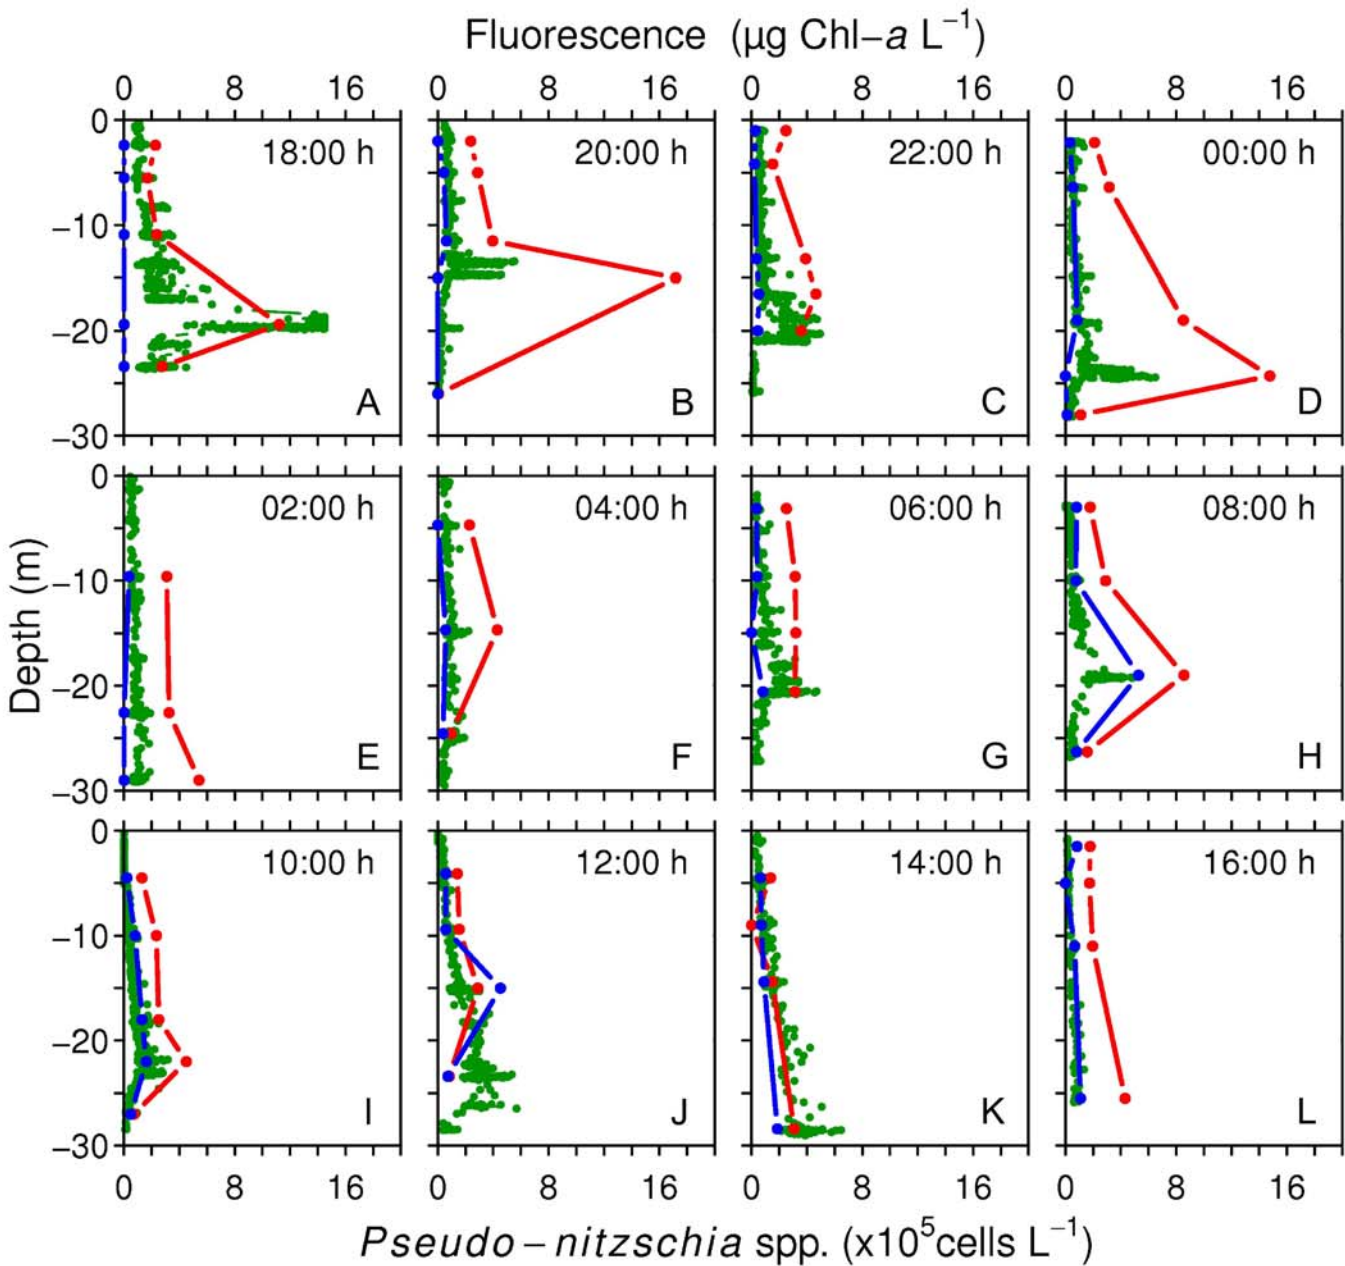 Fluorescence (µg Chl–a L⁻¹)
0 8 16 0 8 16 0 8 16 0 8 16
0 18:00 h 20:00 h 22:00 h 00:00 h
−10
−20
A B C D
−30
0 02:00 h 04:00 h 06:00 h 08:00 h
−10
Depth (m)
−20
E F G H
−30
0 10:00 h 12:00 h 14:00 h 16:00 h
−10
−20
I J K L
−30
0 8 16 0 8 16 0 8 16 0 8 16
Pseudo–nitzschia spp. (x10⁵cells L⁻¹)